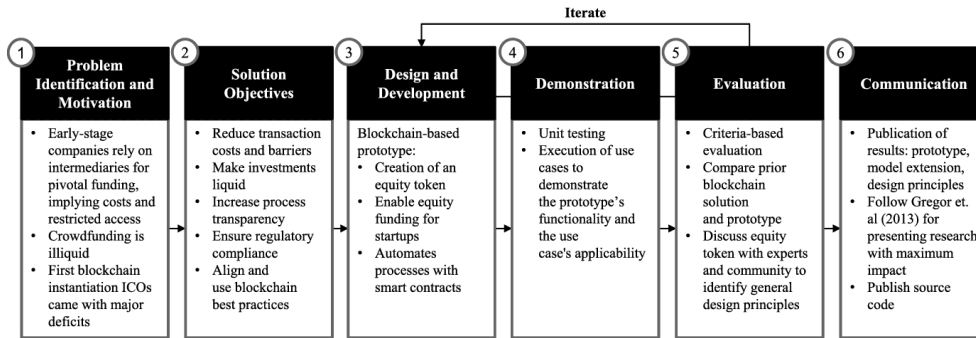 Iterate
1
Problem
Identification and
Motivation
• Early-stage
companies rely on
intermediaries for
pivotal funding,
implying costs and
restricted access
• Crowdfunding is
illiquid
• First blockchain
instantiation ICOs
came with major
deficits
2
Solution
Objectives
• Reduce transaction
costs and barriers
• Make investments
liquid
• Increase process
transparency
• Ensure regulatory
compliance
• Align and
use blockchain
best practices
3
Design and
Development
Blockchain-based
prototype:
• Creation of an
equity token
• Enable equity
funding for
startups
• Automates
processes with
smart contracts
4
Demonstration
• Unit testing
• Execution of use
cases to
demonstrate
the prototype’s
functionality and
the use
case's applicability
5
Evaluation
• Criteria-based
evaluation
• Compare prior
blockchain
solution
and prototype
• Discuss equity
token with experts
and community to
identify general
design principles
6
Communication
• Publication of
results: prototype,
model extension,
design principles
• Follow Gregor et.
al (2013) for
presenting research
with maximum
impact
• Publish source
code